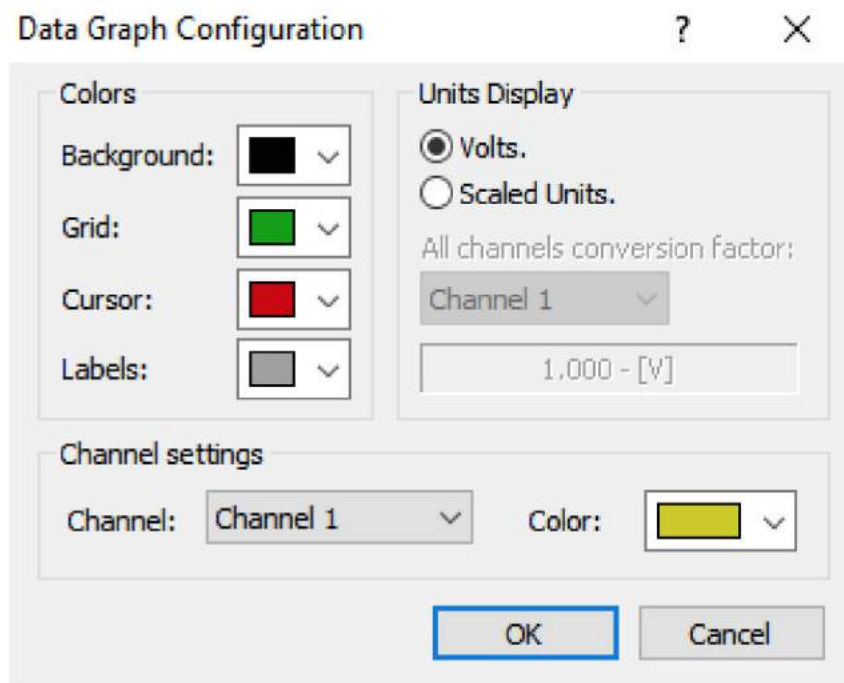 Data Graph Configuration ?
Colors
Background:
Grid:
Cursor:
Labels:
Units Display
Volts.
Scaled Units.
All channels conversion factor:
Channel 1
1.000 - [V]
Channel settings
Channel: Channel 1 Color:
OK Cancel